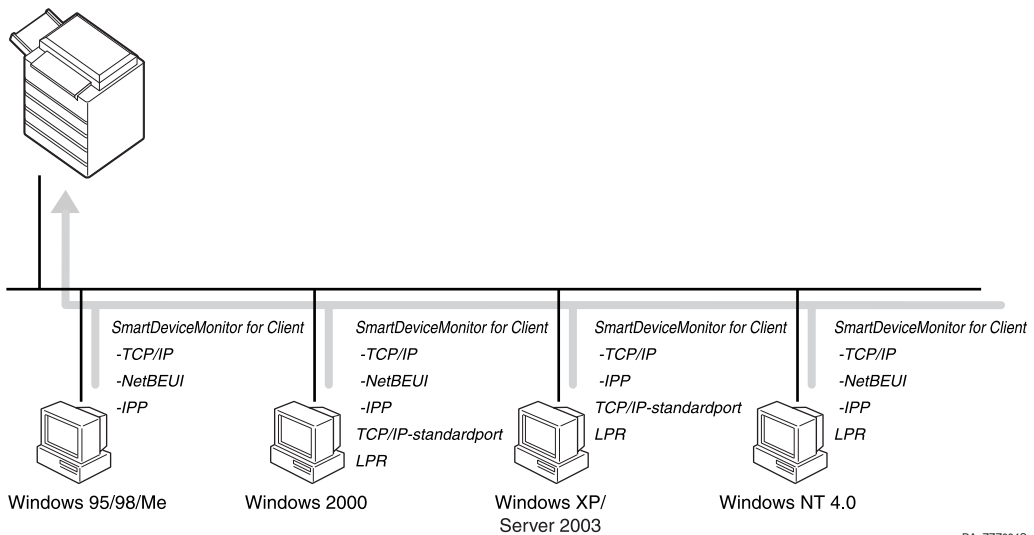 SmartDeviceMonitor for Client
-TCP/IP
-NetBEUI
-IPP
Windows 95/98/Me
SmartDeviceMonitor for Client
-TCP/IP
-NetBEUI
-IPP
TCP/IP-standardport
LPR
Windows 2000
SmartDeviceMonitor for Client
-TCP/IP
-IPP
TCP/IP-standardport
LPR
Windows XP/
Server 2003
SmartDeviceMonitor for Client
-TCP/IP
-NetBEUI
-IPP
LPR
Windows NT 4.0